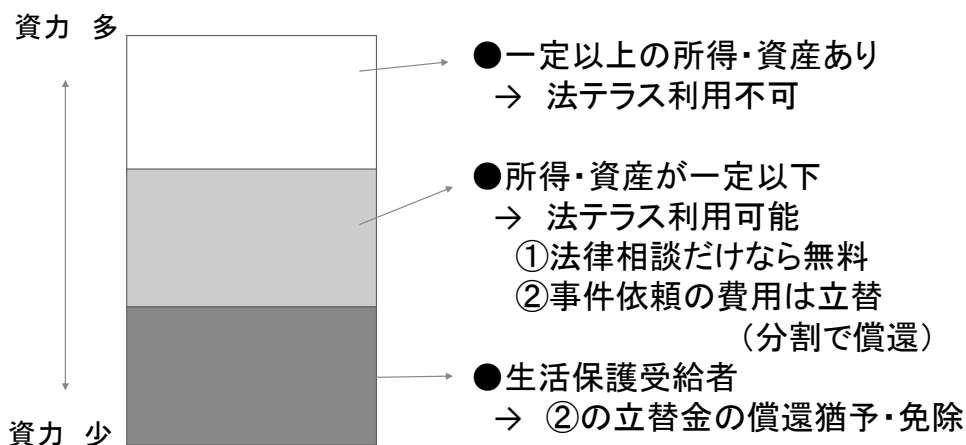 資力 多
●一定以上の所得・資産あり
→ 法テラス利用不可
●所得・資産が一定以下
→ 法テラス利用可能
①法律相談だけなら無料
②事件依頼の費用は立替
（分割で償還）
●生活保護受給者
→ ②の立替金の償還猶予・免除
資力 少